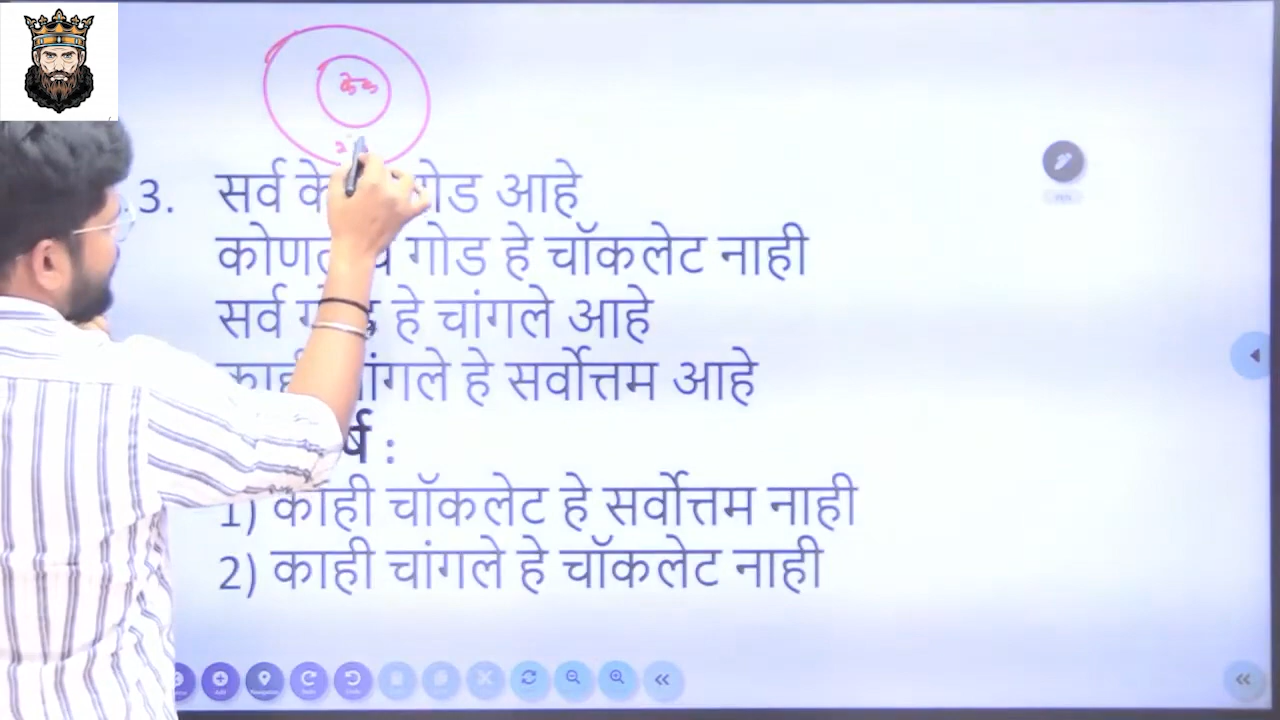 केक
3. सर्व गोड आहे
गोड हे चॉकलेट नाही
सर्व हे चांगले आहे
हे सर्वोत्तम आहे
:
1) काही चॉकलेट हे सर्वोत्तम नाही
2) काही चांगले हे चॉकलेट नाही